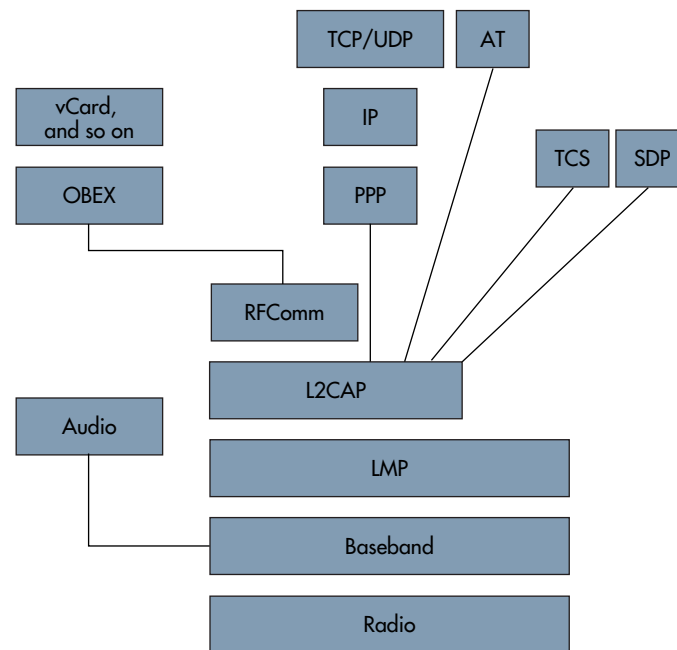 TCP/UDP
AT
vCard,
and so on
IP
TCS
SDP
OBEX
PPP
RFComm
L2CAP
Audio
LMP
Baseband
Radio